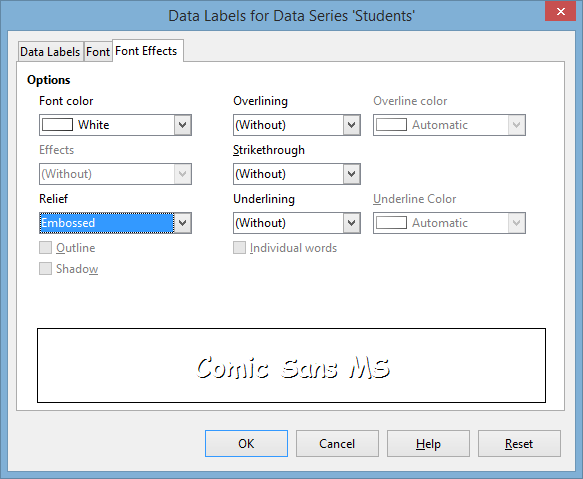 Data Labels for Data Series 'Students'
Data Labels Font Font Effects
Options
Font color Overlining Overline color
White (Without) Automatic
Effects Strikethrough
(Without) (Without)
Relief Underlining Underline Color
Embossed (Without) Automatic
Outline Individual words
Shadow
Comic Sans MS
OK Cancel Help Reset